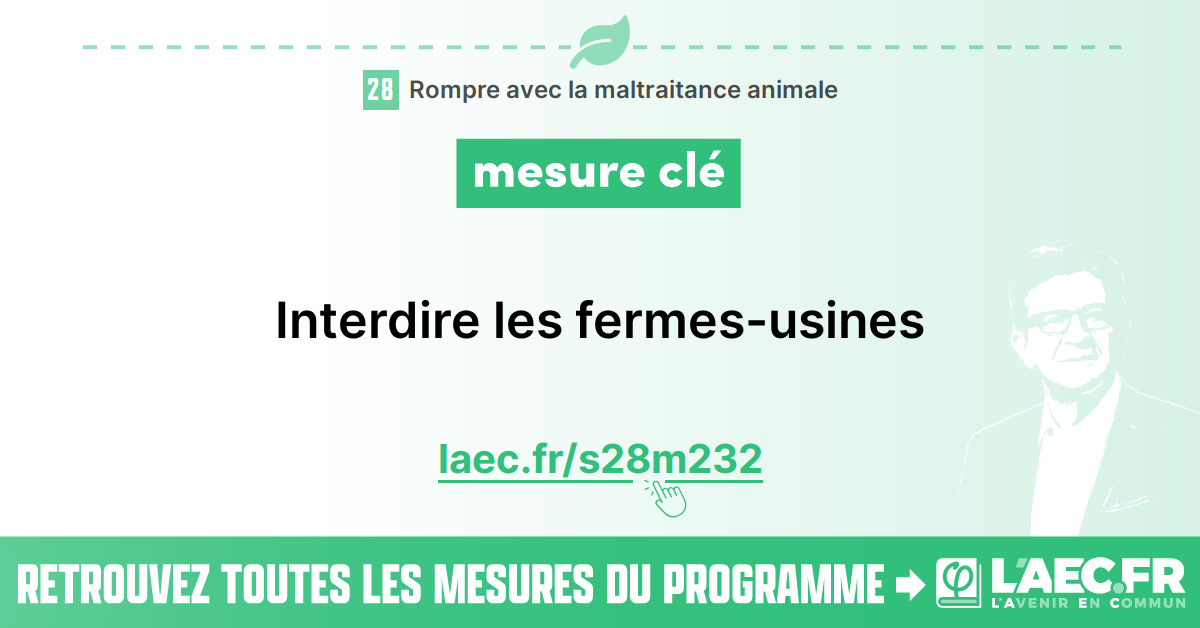 28 Rompre avec la maltraitance animale
mesure clé
Interdire les fermes-usines
laec.fr/s28m232
RETROUVEZ TOUTES LES MESURES DU PROGRAMME
L'AEC.FR
L'AVENIR EN COMMUN